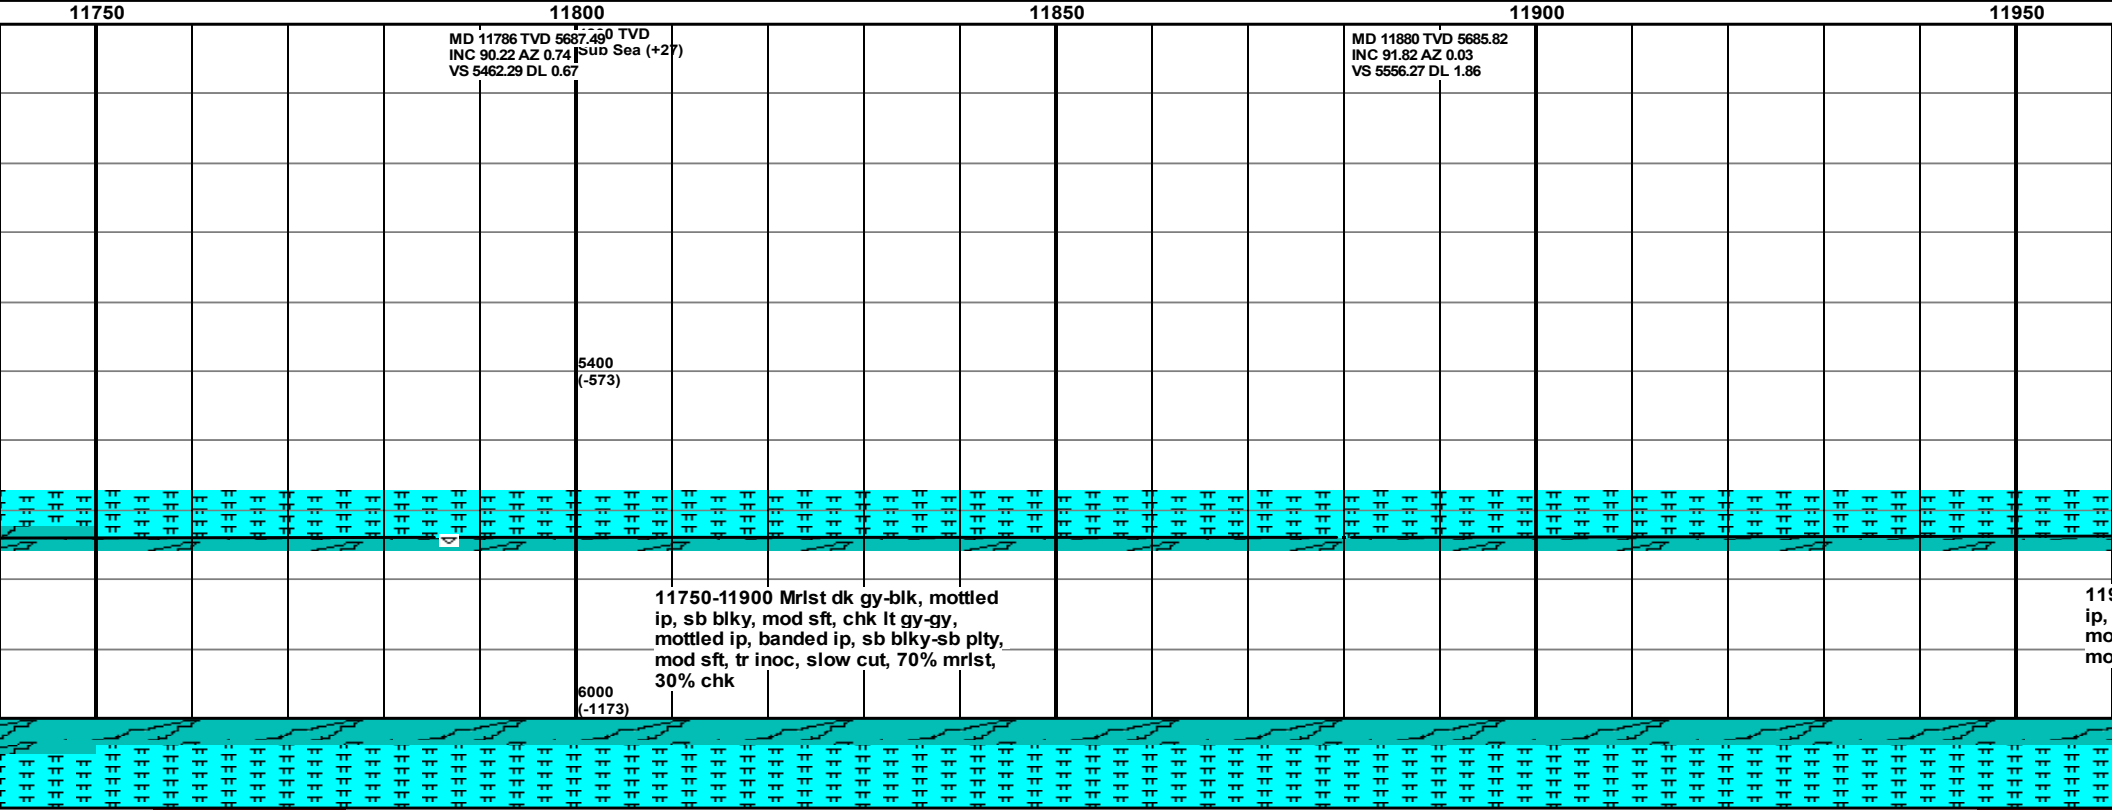 11750 11800 11850 11900 11950
MD 11786 TVD 5687.49
INC 90.22 AZ 0.74
VS 5462.29 DL 0.67
TVD
Sub Sea (+27)
MD 11880 TVD 5685.82
INC 91.82 AZ 0.03
VS 5556.27 DL 1.86
5400
(-573)
11750-11900 Mrlst dk gy-blk, mottled
ip, sb blky, mod sft, chk lt gy-gy,
mottled ip, banded ip, sb blky-sb plty,
mod sft, tr inoc, slow cut, 70% mrlst,
30% chk
ip,
6000
(-1173)